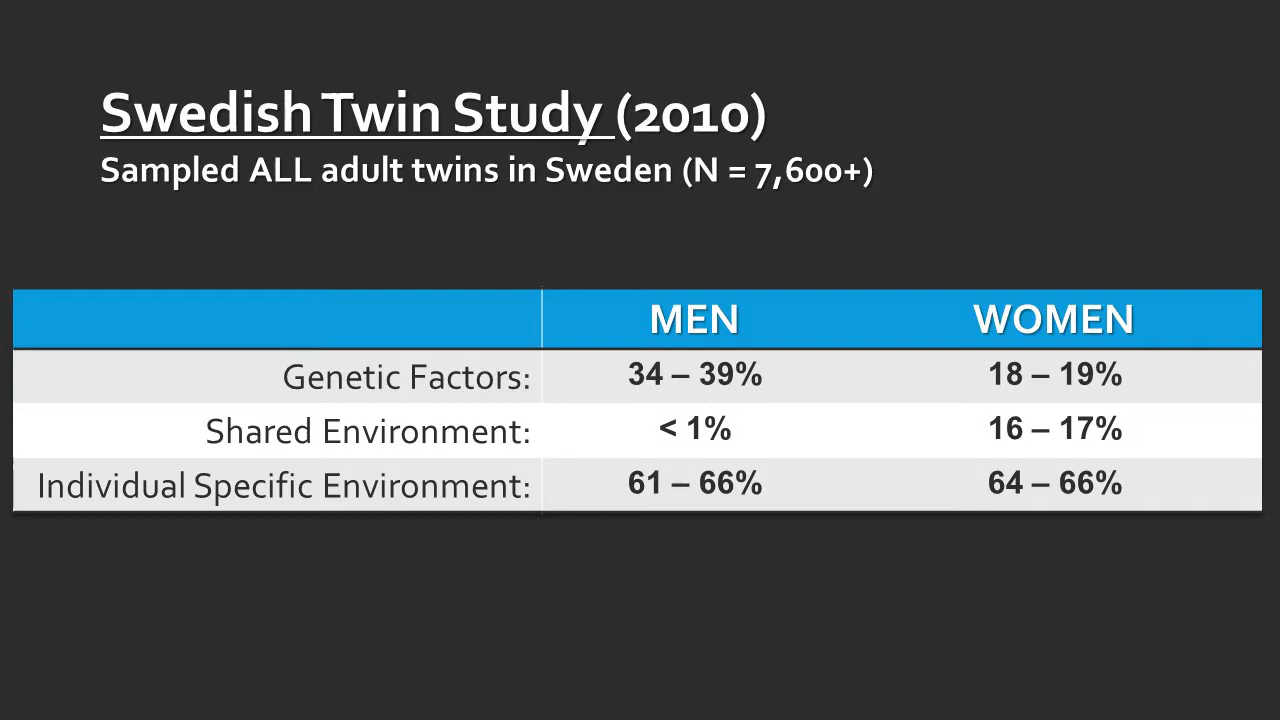 Swedish Twin Study (2010)
Sampled ALL adult twins in Sweden (N = 7,600+)
MEN WOMEN
Genetic Factors: 34 – 39% 18 – 19%
Shared Environment: < 1% 16 – 17%
Individual Specific Environment: 61 – 66% 64 – 66%